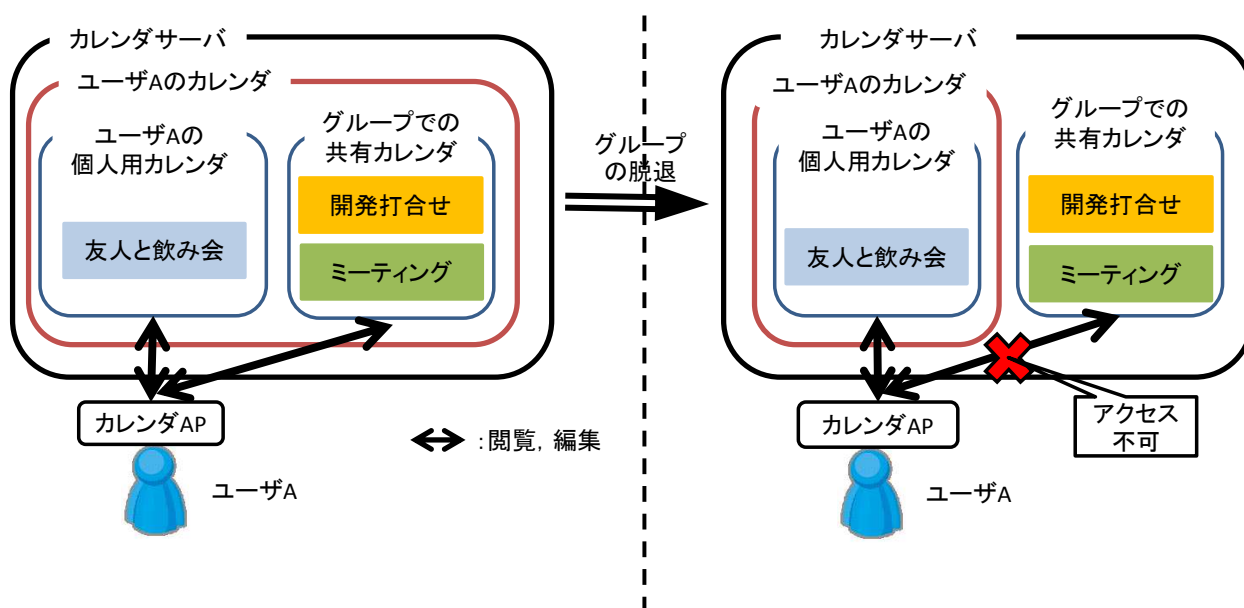 カレンダサーバ
ユーザAのカレンダ
ユーザAの
個人用カレンダ
グループでの
共有カレンダ
開発打合せ
友人と飲み会
ミーティング
カレンダAP
ユーザA
:閲覧, 編集
グループ
の脱退
カレンダサーバ
ユーザAのカレンダ
ユーザAの
個人用カレンダ
グループでの
共有カレンダ
開発打合せ
友人と飲み会
ミーティング
カレンダAP
アクセス
不可
ユーザA